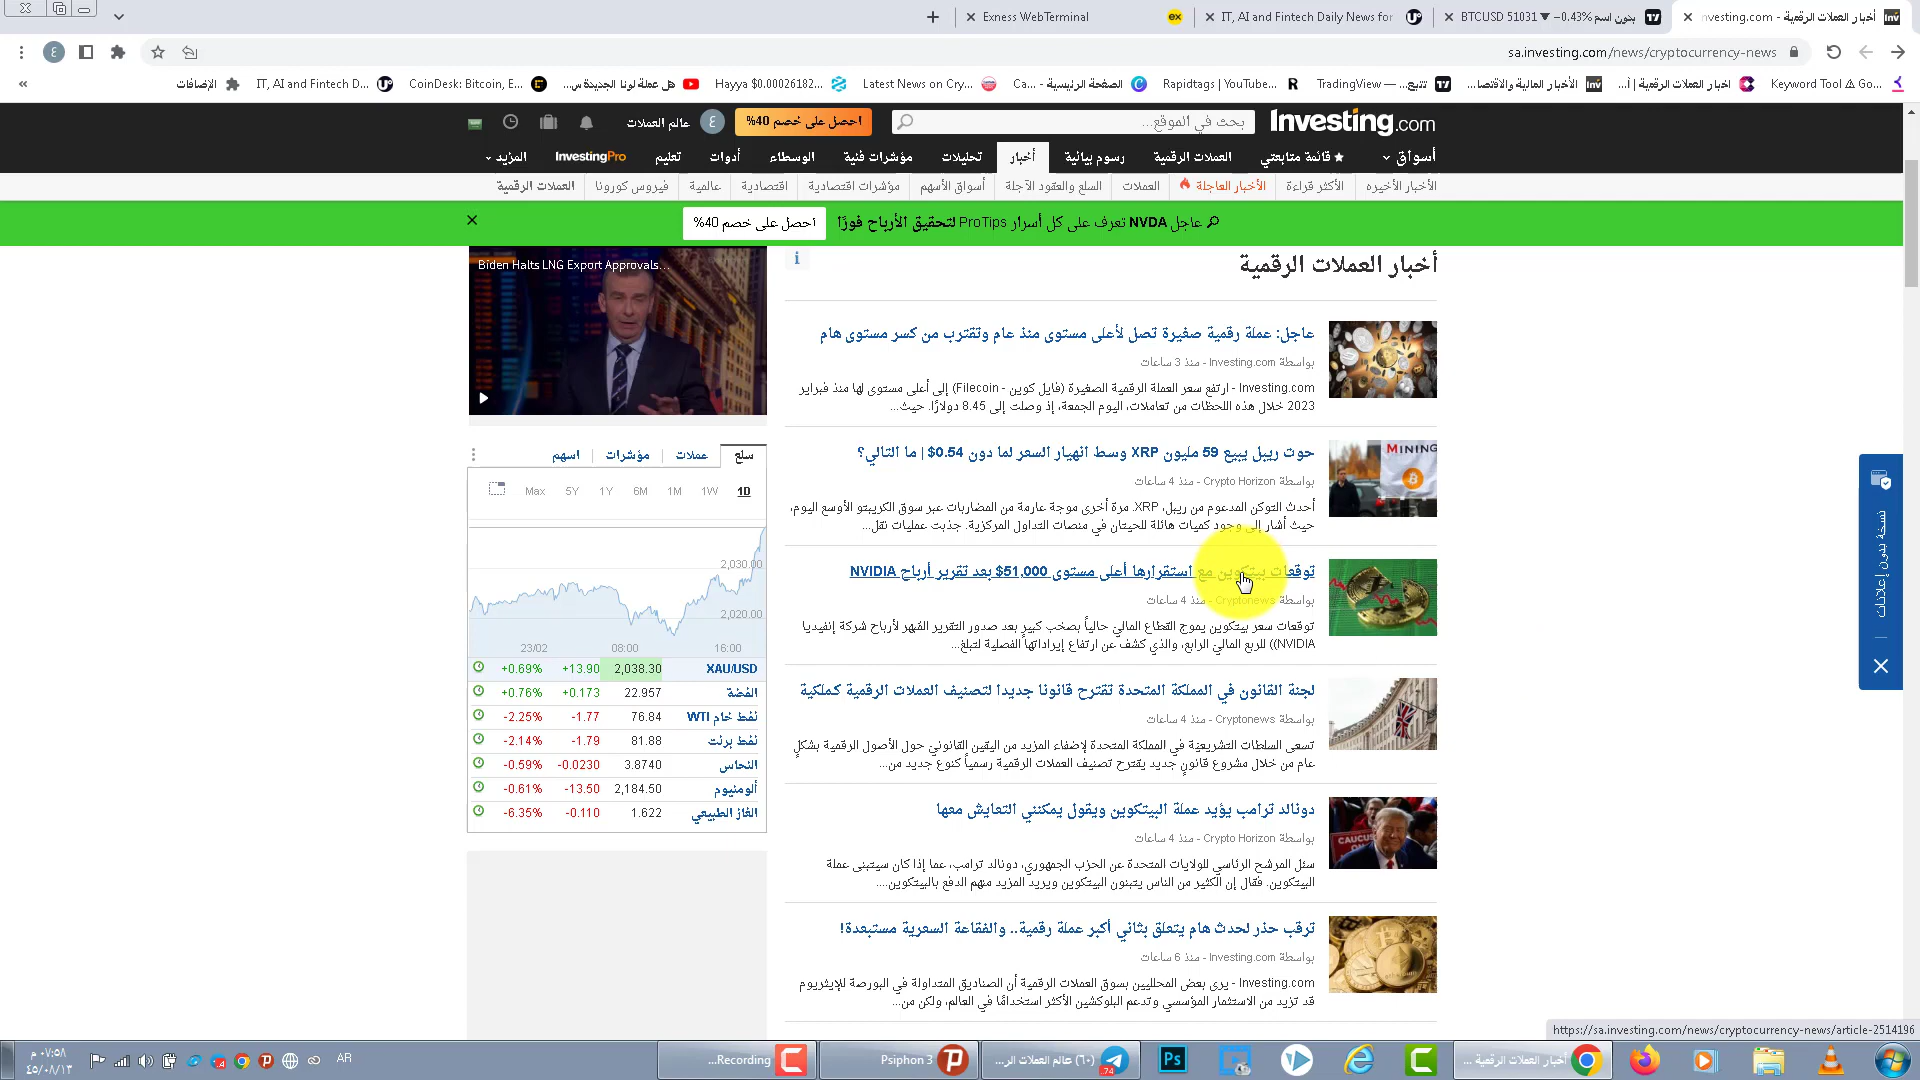 أخبار العملات الرقمية - nvesting.com
بتون اسم %0.43− ▼ BTCUSD 51031
IT, AI and Fintech Daily News for
Exness WebTerminal
sa.investing.com/news/cryptocurrency-news
Keyword Tool ⚠ Go...
اخبار العملات الرقمية | أ...
الأخبار المالية والاقتصا...
TradingView — تتبع...
Rapidtags | YouTube...
الصفحة الرئيسية - Ca...
Latest News on Cry...
Hayya $0.00026182...
هل عملة لونا الجديدة س...
CoinDesk: Bitcoin, E...
IT, AI and Fintech D...
الإضافات
Investing.com
بحث في الموقع...
احصل على خصم 40%
عالم العملات
أسواق
قائمة متابعتي
العملات الرقمية
رسوم بيانية
أخبار
تحليلات
مؤشرات فنية
الوسطاء
أدوات
تعليم
InvestingPro
المزيد
الأخبار الأخيره
الأكثر قراءة
الأخبار العاجلة
العملات
السلع والعقود الآجلة
أسواق الأسهم
مؤشرات اقتصادية
اقتصادية
عالمية
فيروس كورونا
العملات الرقمية
عاجل NVDA تعرف على كل أسرار ProTips لتحقيق الأرباح فورًا
احصل على خصم 40%
أخبار العملات الرقمية
عاجل: عملة رقمية صغيرة تصل لأعلى مستوى منذ عام وتقترب من كسر مستوى هام
بواسطة Investing.com - منذ 3 ساعات
Investing.com - ارتفع سعر العملة الرقمية الصغيرة (فايل كوين - Filecoin) إلى أعلى مستوى لها منذ فبراير
2023 خلال هذه اللحظات من تعاملات، اليوم الجمعة، إذ وصلت إلى 8.45 دولارًا. حيث...
حوت ريبل يبيع 59 مليون XRP وسط انهيار السعر لما دون 0.54$ | ما التالي؟
بواسطة Crypto Horizon - منذ 4 ساعات
أحدث التوكن المدعوم من ريبل، XRP. مرة أخرى موجة عارمة من المضاربات عبر سوق الكريبتو الأوسع اليوم،
حيث أشار إلى وجود كميات هائلة للحيتان في منصات التداول المركزية. جذبت عمليات نقل...
توقعات بيتكوين مع استقرارها أعلى مستوى 51,000$ بعد تقرير أرباح NVIDIA
بواسطة Cryptonews - منذ 4 ساعات
توقعات سعر بيتكوين يموج القطاع الماليّ حالياً بصخب كبير بعد صدور التقرير المُبهر لأرباح شركة إنفيديا
(NVIDIA) للربع الماليّ الرابع، والذي كشف عن ارتفاع إيراداتها الفصلية لتبلغ...
لجنة القانون في المملكة المتحدة تقترح قانونا جديدا لتصنيف العملات الرقمية كملكية
بواسطة Cryptonews - منذ 4 ساعات
تسعى السلطات التشريعيّة في المملكة المتحدة لإضفاء المزيد من اليقين القانونيّ حول الأصول الرقمية بشكلٍ
عام من خلال مشروع قانونٍ جديد يقترح تصنيف العملات الرقمية رسمياً كنوع جديد من...
دونالد ترامب يؤيد عملة البيتكوين ويقول يمكنني التعايش معها
بواسطة Crypto Horizon - منذ 4 ساعات
سئل المرشح الرئاسي للولايات المتحدة عن الحزب الجمهوري، دونالد ترامب، عما إذا كان سيتبنى عملة
البيتكوين. فقال إن الكثير من الناس يتبنون البيتكوين ويريد المزيد منهم الدفع بالبيتكوين....
ترقب حذر لحدث هام يتعلق بثاني أكبر عملة رقمية.. والفقاعة السعرية مستبعدة!
بواسطة Investing.com - منذ 6 ساعات
Investing.com - يرى بعض المحللين بسوق العملات الرقمية أن الصناديق المتداولة في البورصة للإيثريوم
قد تزيد من الاستثمار المؤسسي وتدعم البلوكشين الأكثر استخدامًا في العالم، ولكن من...
MINING
CAUCUS
Biden Halts LNG Export Approvals...
سلع
عملات
مؤشرات
اسهم
1D
1W
1M
6M
1Y
5Y
Max
2,030.00
2,020.00
23/02
08:00
16:00
XAU/USD 2,038.30 +13.90 +0.69%
الفضة 22.957 +0.173 +0.76%
نفط خام WTI 76.84 -1.77 -2.25%
نفط برنت 81.88 -1.79 -2.14%
النحاس 3.8740 -0.0230 -0.59%
ألومنيوم 2,184.50 -13.50 -0.61%
الغاز الطبيعي 1.622 -0.110 -6.35%
نسخة بدون إعلانات
https://sa.investing.com/news/cryptocurrency-news/article-2514196
أخبار العملات الرقمية ...
(٦٠) عالم العملات الر...
74
Psiphon 3
Recording...
AR
٠٧:٥٨ م
٤٥/٠٨/١٣